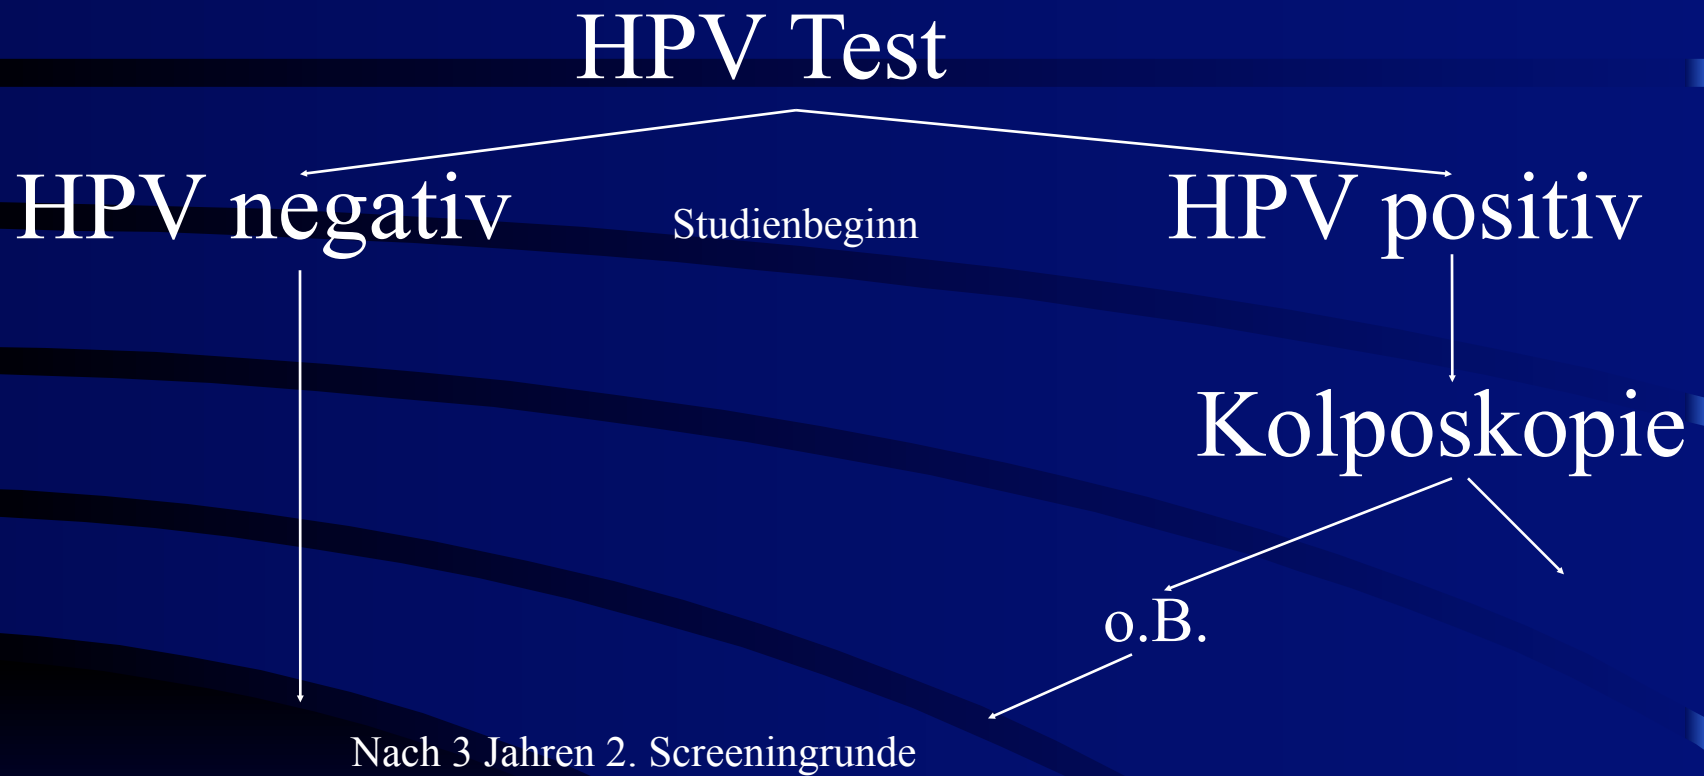 HPV Test
HPV negativ
Studienbeginn
HPV positiv
Kolposkopie
o.B.
Nach 3 Jahren 2. Screeningrunde